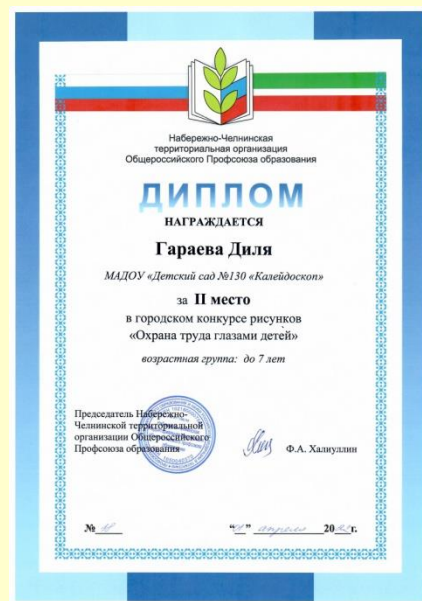 Набережно-Челнинская
территориальная организация
Общероссийского Профсоюза образования
ДИПЛОМ
НАГРАЖДАЕТСЯ
Гараева Диля
МАДОУ «Детский сад №130 «Калейдоскоп»
за II место
в городском конкурсе рисунков
«Охрана труда глазами детей»
возрастная группа: до 7 лет
Председатель Набережно-
Челнинской территориальной
организации Общероссийского
Профсоюза образования
Ф.А. Халиуллин
№
апреля 20 г.